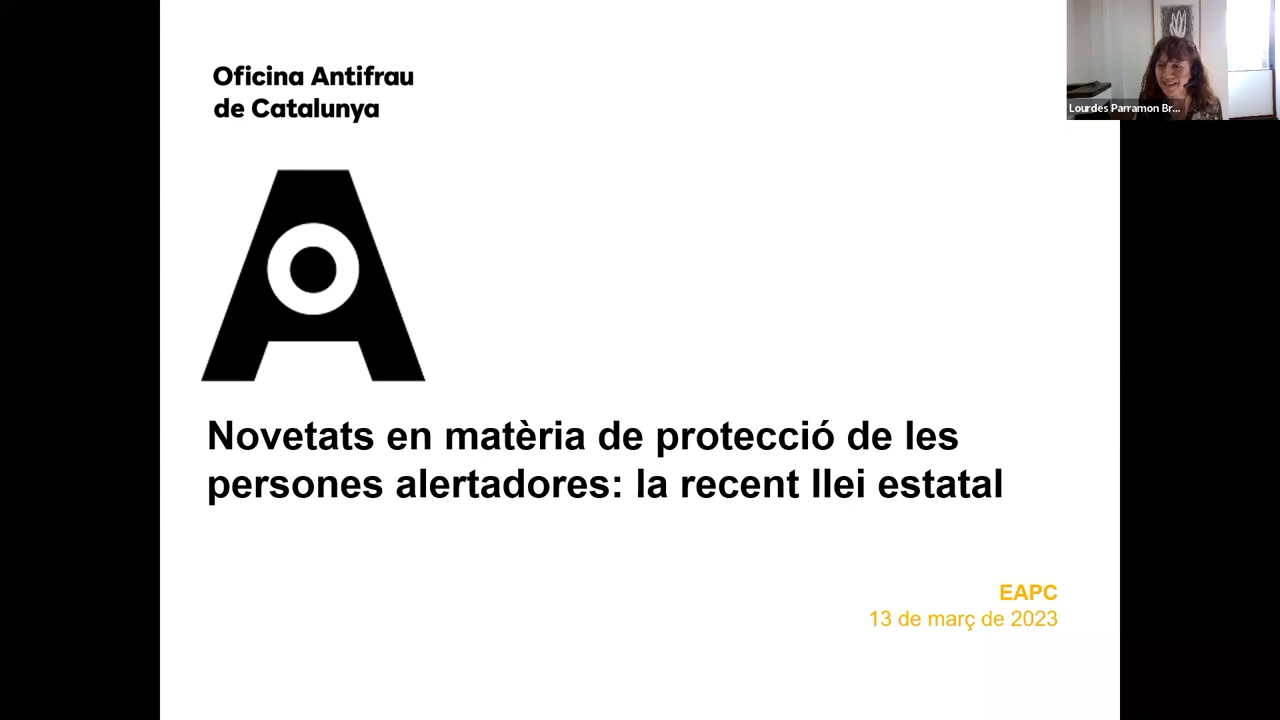 Oficina Antifrau
de Catalunya
Lourdes Parramon Br...
Novetats en matèria de protecció de les
persones alertadores: la recent llei estatal
EAPC
13 de març de 2023